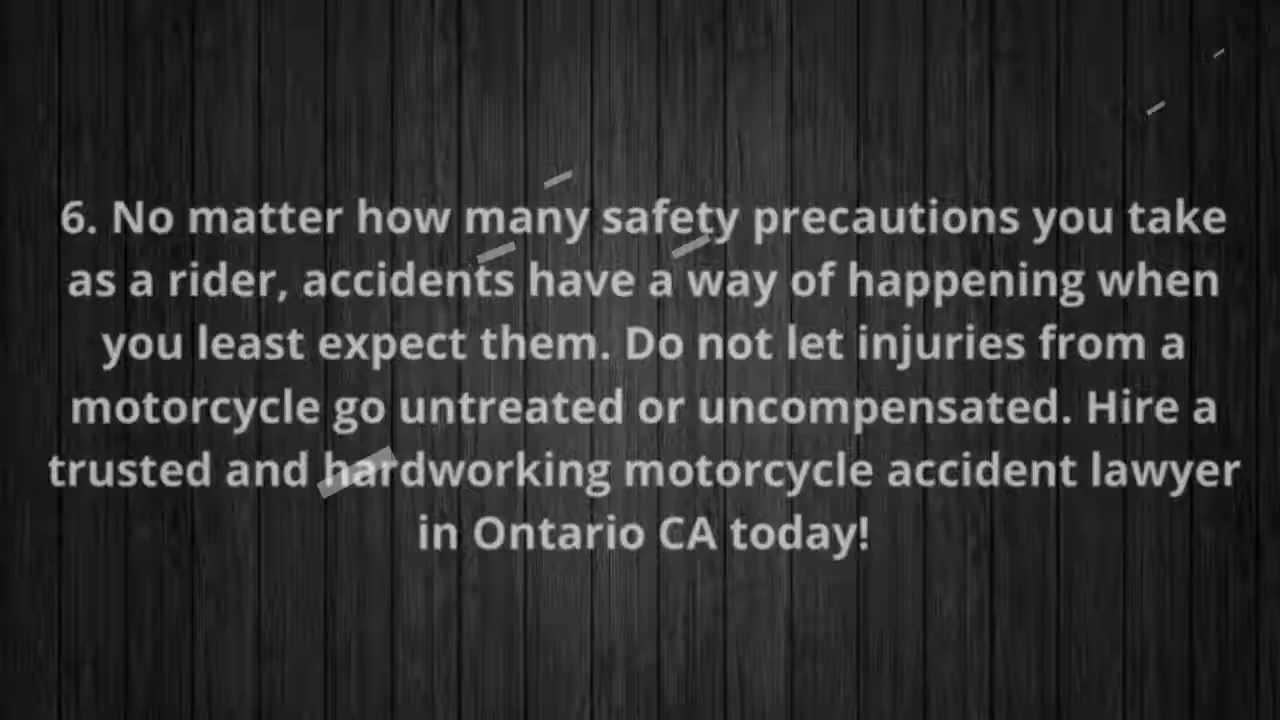 6. No matter how many safety precautions you take
as a rider, accidents have a way of happening when
you least expect them. Do not let injuries from a
motorcycle go untreated or uncompensated. Hire a
trusted and hardworking motorcycle accident lawyer
in Ontario CA today!